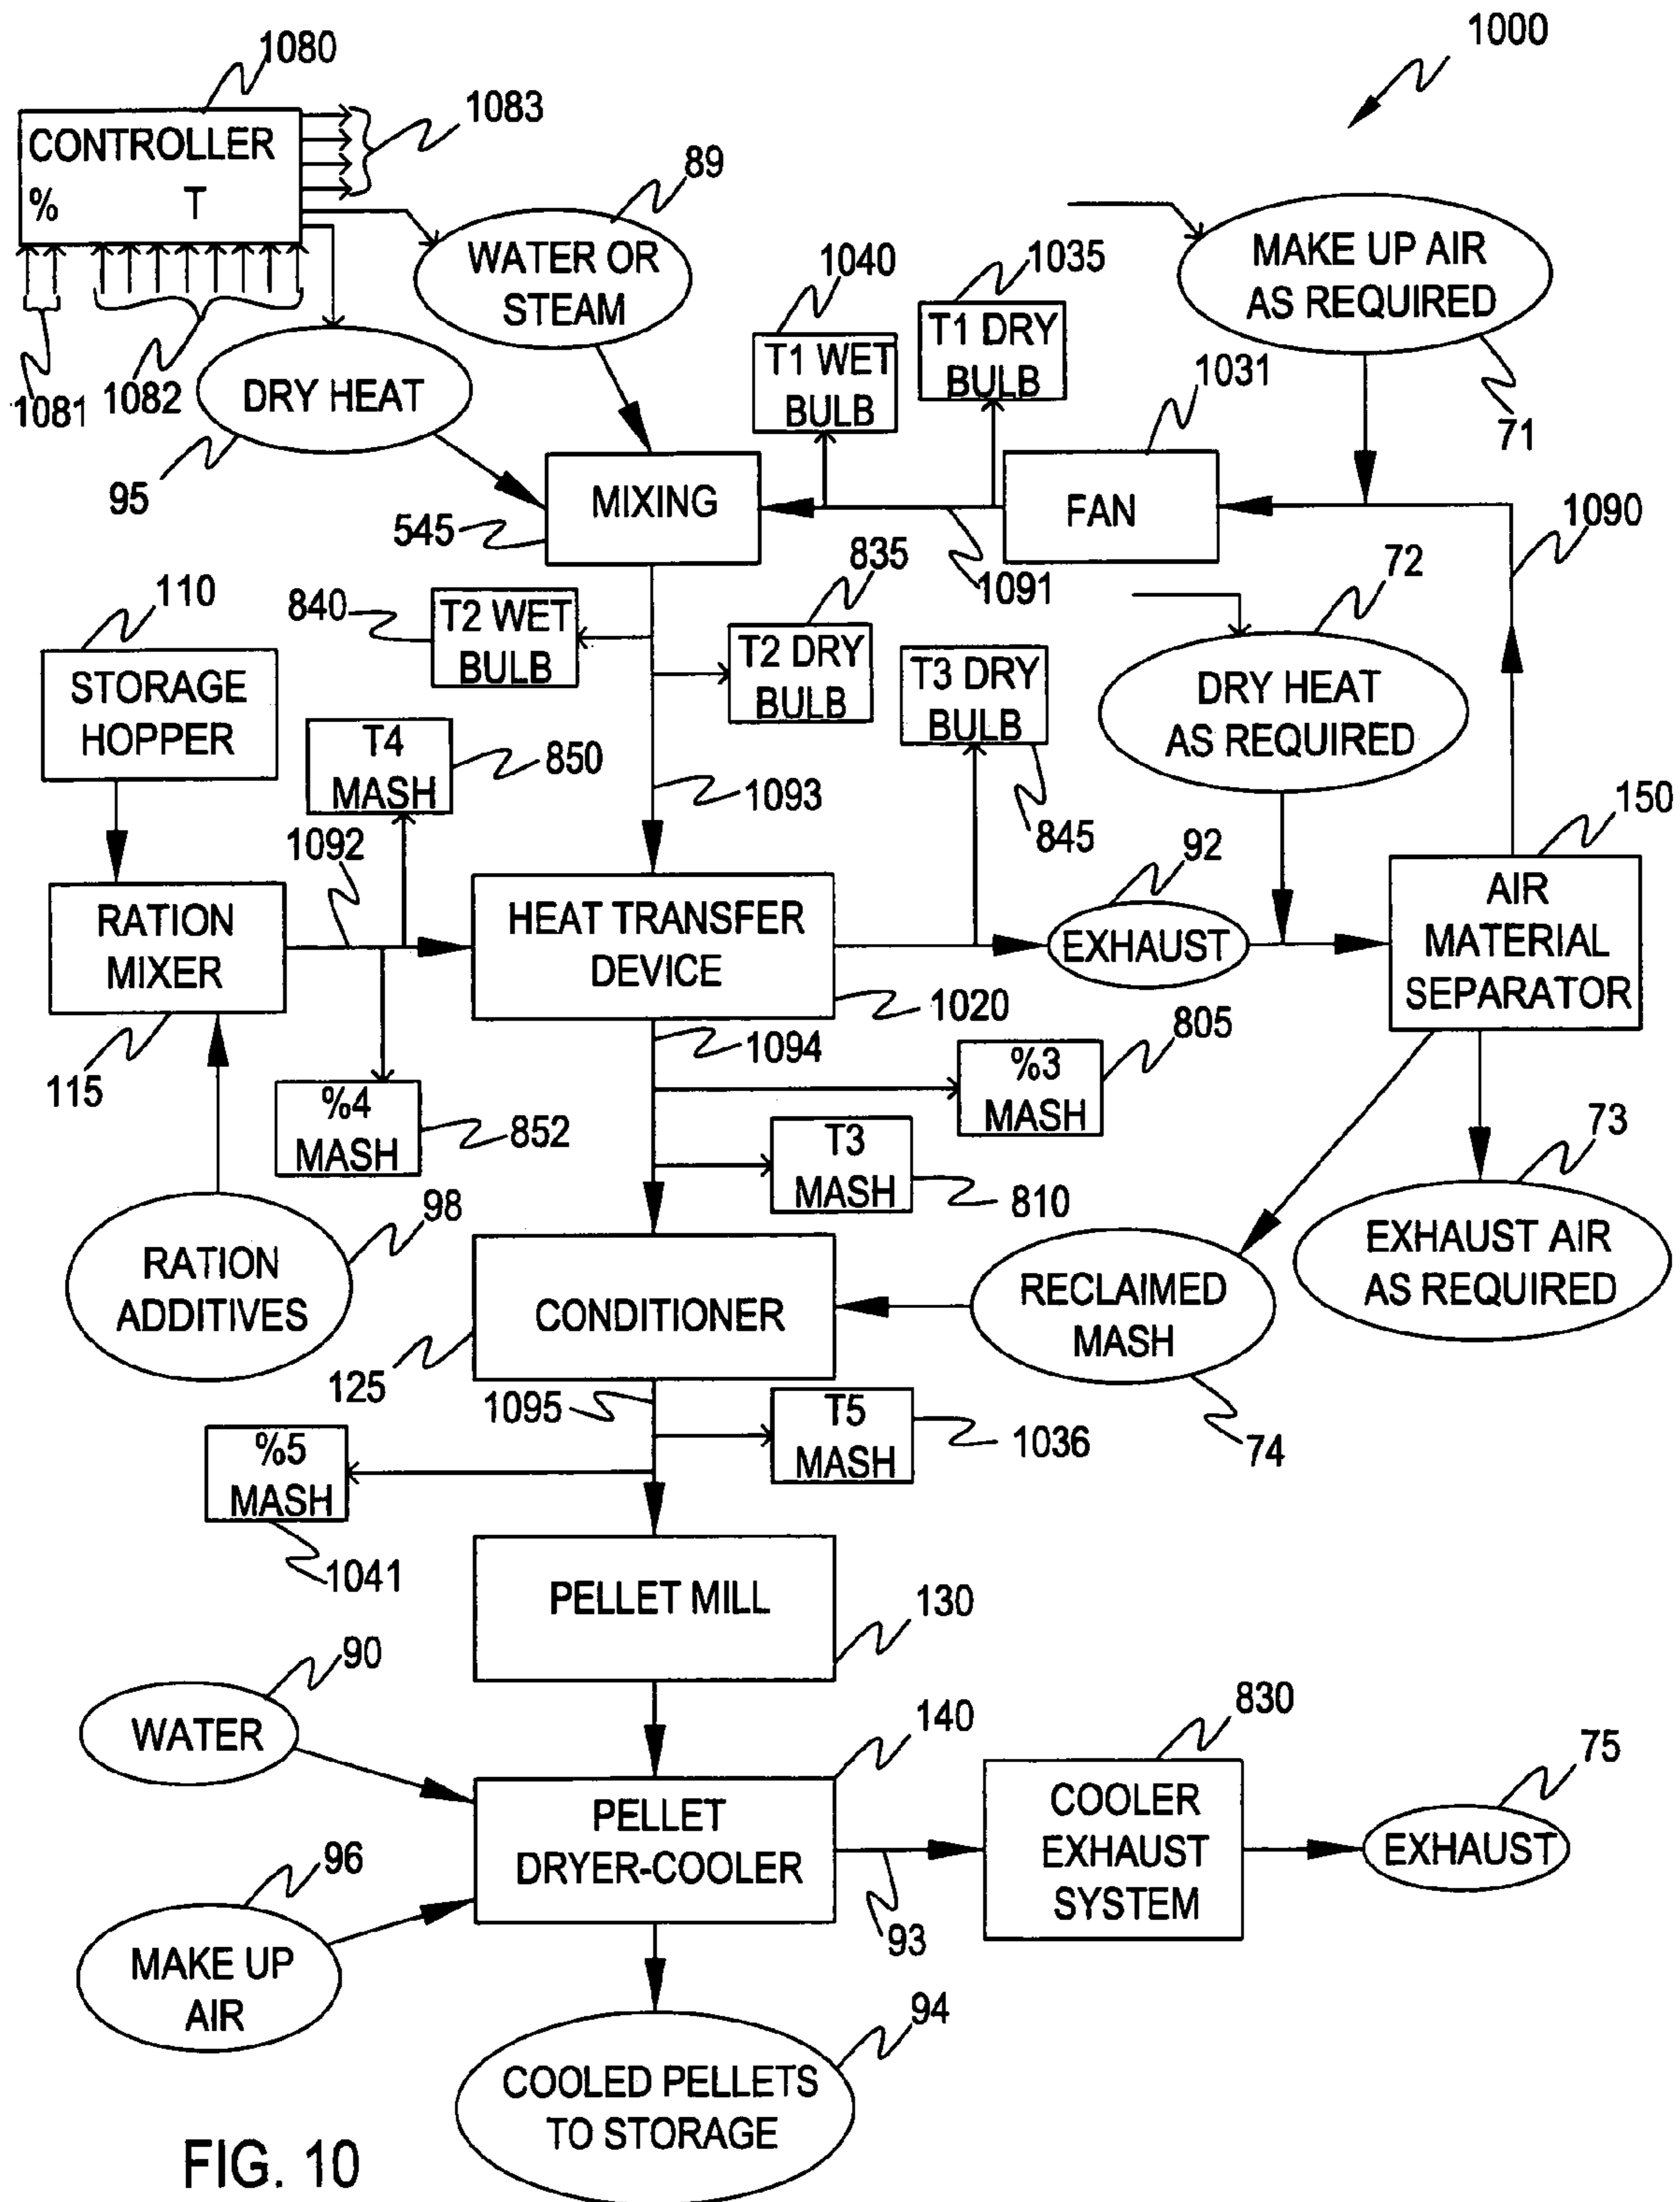 1080
1000
1083
CONTROLLER
% T
89
WATER OR
STEAM
1040
1035
MAKE UP AIR
AS REQUIRED
T1 WET
BULB
T1 DRY
BULB
1031
71
1081
1082
DRY HEAT
95
MIXING
545
FAN
1091
1090
110
840
T2 WET
BULB
835
T2 DRY
BULB
72
STORAGE
HOPPER
T3 DRY
BULB
DRY HEAT
AS REQUIRED
T4
MASH
850
1093
845
150
1092
92
RATION
MIXER
HEAT TRANSFER
DEVICE
EXHAUST
AIR
MATERIAL
SEPARATOR
1020
1094
805
115
%4
MASH
852
%3
MASH
T3
MASH
810
73
98
RATION
ADDITIVES
CONDITIONER
RECLAIMED
MASH
EXHAUST AIR
AS REQUIRED
125
1095
T5
MASH
1036
74
%5
MASH
1041
PELLET MILL
130
90
WATER
140
830
75
PELLET
DRYER-COOLER
COOLER
EXHAUST
SYSTEM
EXHAUST
96
MAKE UP
AIR
93
94
COOLED PELLETS
TO STORAGE
FIG. 10